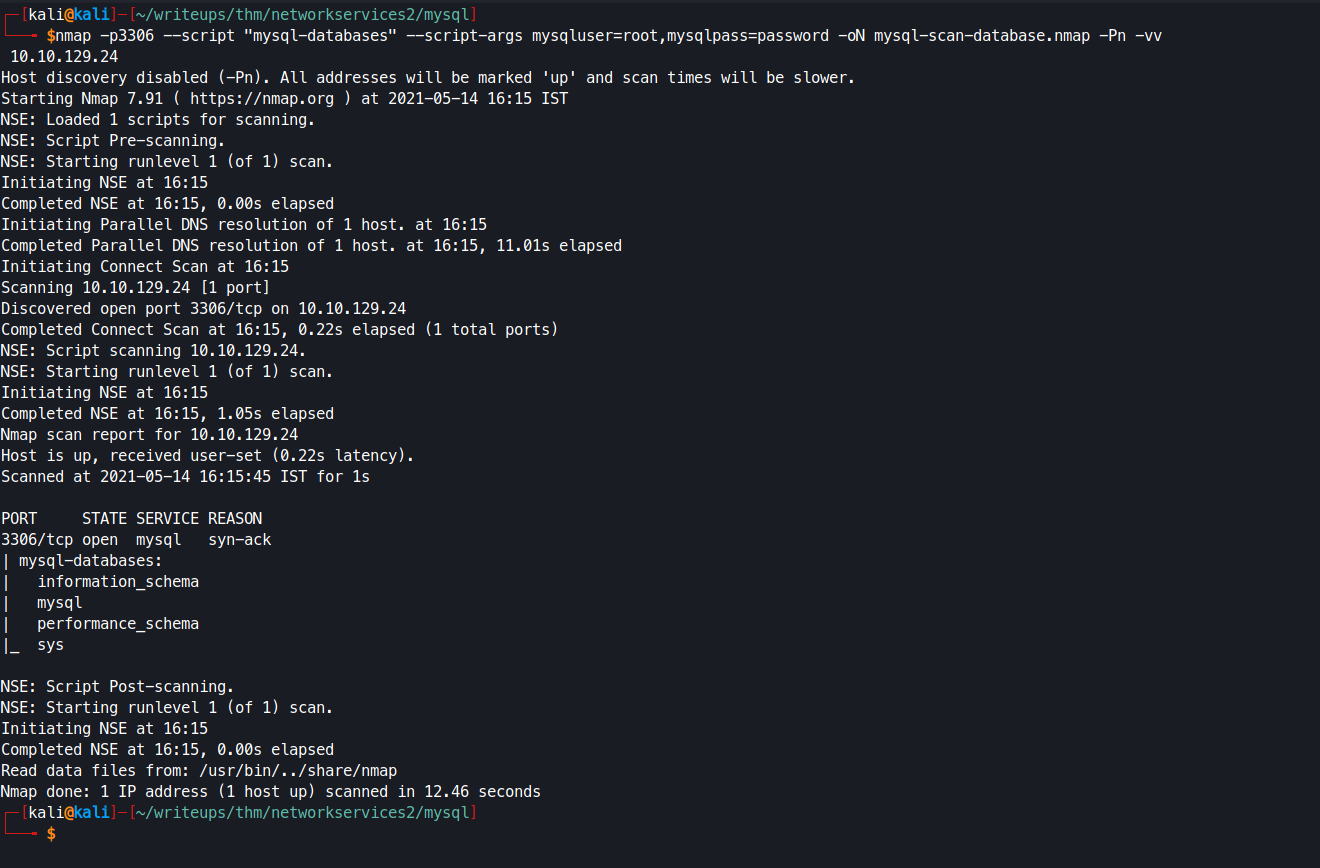 ┌─[kali@kali]─[~/writeups/thm/networkservices2/mysql]
└──╼ $nmap -p3306 --script "mysql-databases" --script-args mysqluser=root,mysqlpass=password -oN mysql-scan-database.nmap -Pn -vv
 10.10.129.24
Host discovery disabled (-Pn). All addresses will be marked 'up' and scan times will be slower.
Starting Nmap 7.91 ( https://nmap.org ) at 2021-05-14 16:15 IST
NSE: Loaded 1 scripts for scanning.
NSE: Script Pre-scanning.
NSE: Starting runlevel 1 (of 1) scan.
Initiating NSE at 16:15
Completed NSE at 16:15, 0.00s elapsed
Initiating Parallel DNS resolution of 1 host. at 16:15
Completed Parallel DNS resolution of 1 host. at 16:15, 11.01s elapsed
Initiating Connect Scan at 16:15
Scanning 10.10.129.24 [1 port]
Discovered open port 3306/tcp on 10.10.129.24
Completed Connect Scan at 16:15, 0.22s elapsed (1 total ports)
NSE: Script scanning 10.10.129.24.
NSE: Starting runlevel 1 (of 1) scan.
Initiating NSE at 16:15
Completed NSE at 16:15, 1.05s elapsed
Nmap scan report for 10.10.129.24
Host is up, received user-set (0.22s latency).
Scanned at 2021-05-14 16:15:45 IST for 1s

PORT     STATE SERVICE REASON
3306/tcp open  mysql   syn-ack
| mysql-databases:
|   information_schema
|   mysql
|   performance_schema
|_  sys

NSE: Script Post-scanning.
NSE: Starting runlevel 1 (of 1) scan.
Initiating NSE at 16:15
Completed NSE at 16:15, 0.00s elapsed
Read data files from: /usr/bin/../share/nmap
Nmap done: 1 IP address (1 host up) scanned in 12.46 seconds
┌─[kali@kali]─[~/writeups/thm/networkservices2/mysql]
└──╼ $